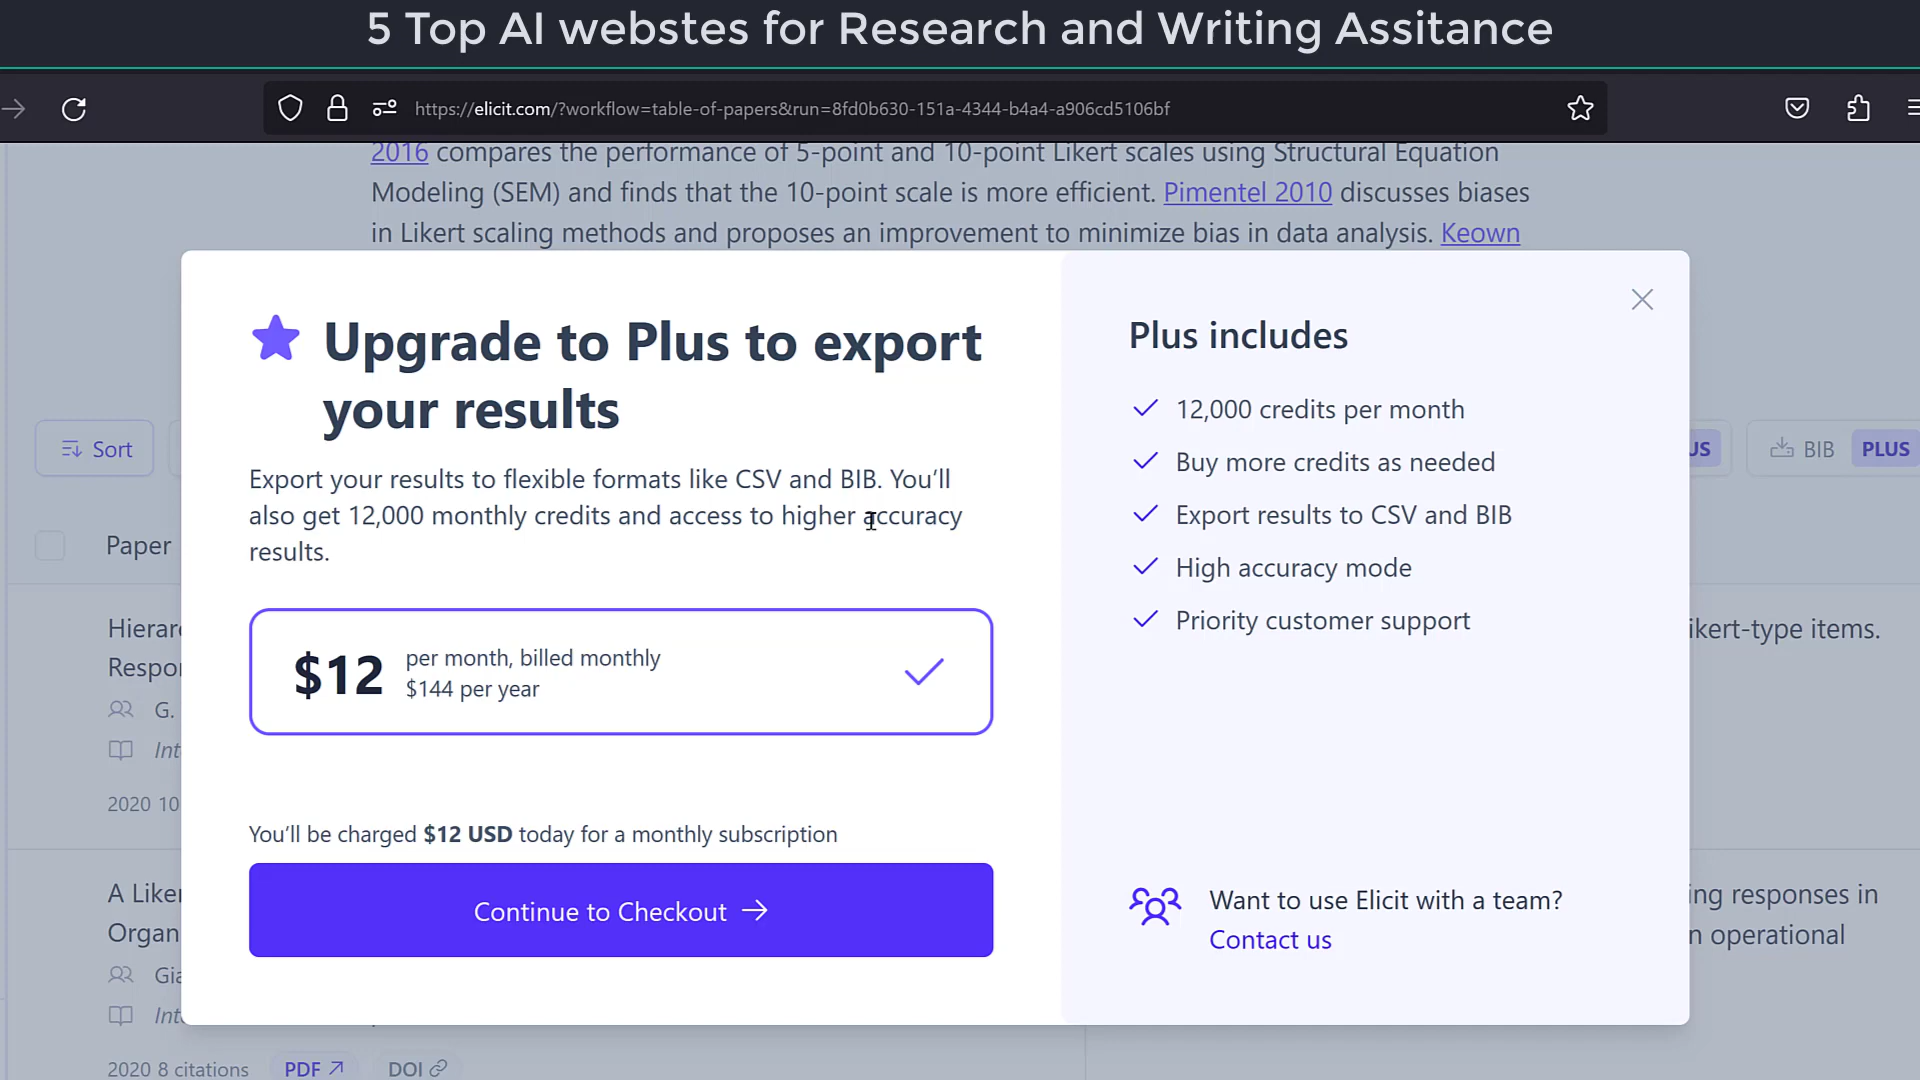 5 Top AI webstes for Research and Writing Assitance
https://elicit.com/?workflow=table-of-papers&run=8fd0b630-151a-4344-b4a4-a906cd5106bf
2016 compares the performance of 5-point and 10-point Likert scales using Structural Equation
Modeling (SEM) and finds that the 10-point scale is more efficient. Pimentel 2010 discusses biases
in Likert scaling methods and proposes an improvement to minimize bias in data analysis. Keown
Upgrade to Plus to export
your results
Export your results to flexible formats like CSV and BIB. You’ll
also get 12,000 monthly credits and access to higher accuracy
results.
$12
per month, billed monthly
$144 per year
You’ll be charged $12 USD today for a monthly subscription
Continue to Checkout
Plus includes
12,000 credits per month
Buy more credits as needed
Export results to CSV and BIB
High accuracy mode
Priority customer support
Want to use Elicit with a team?
Contact us
Sort
BIB PLUS
Paper
G.
2020 10
ikert-type items.
A Liker
Organ
Gia
ing responses in
n operational
2020 8 citations PDF DOI